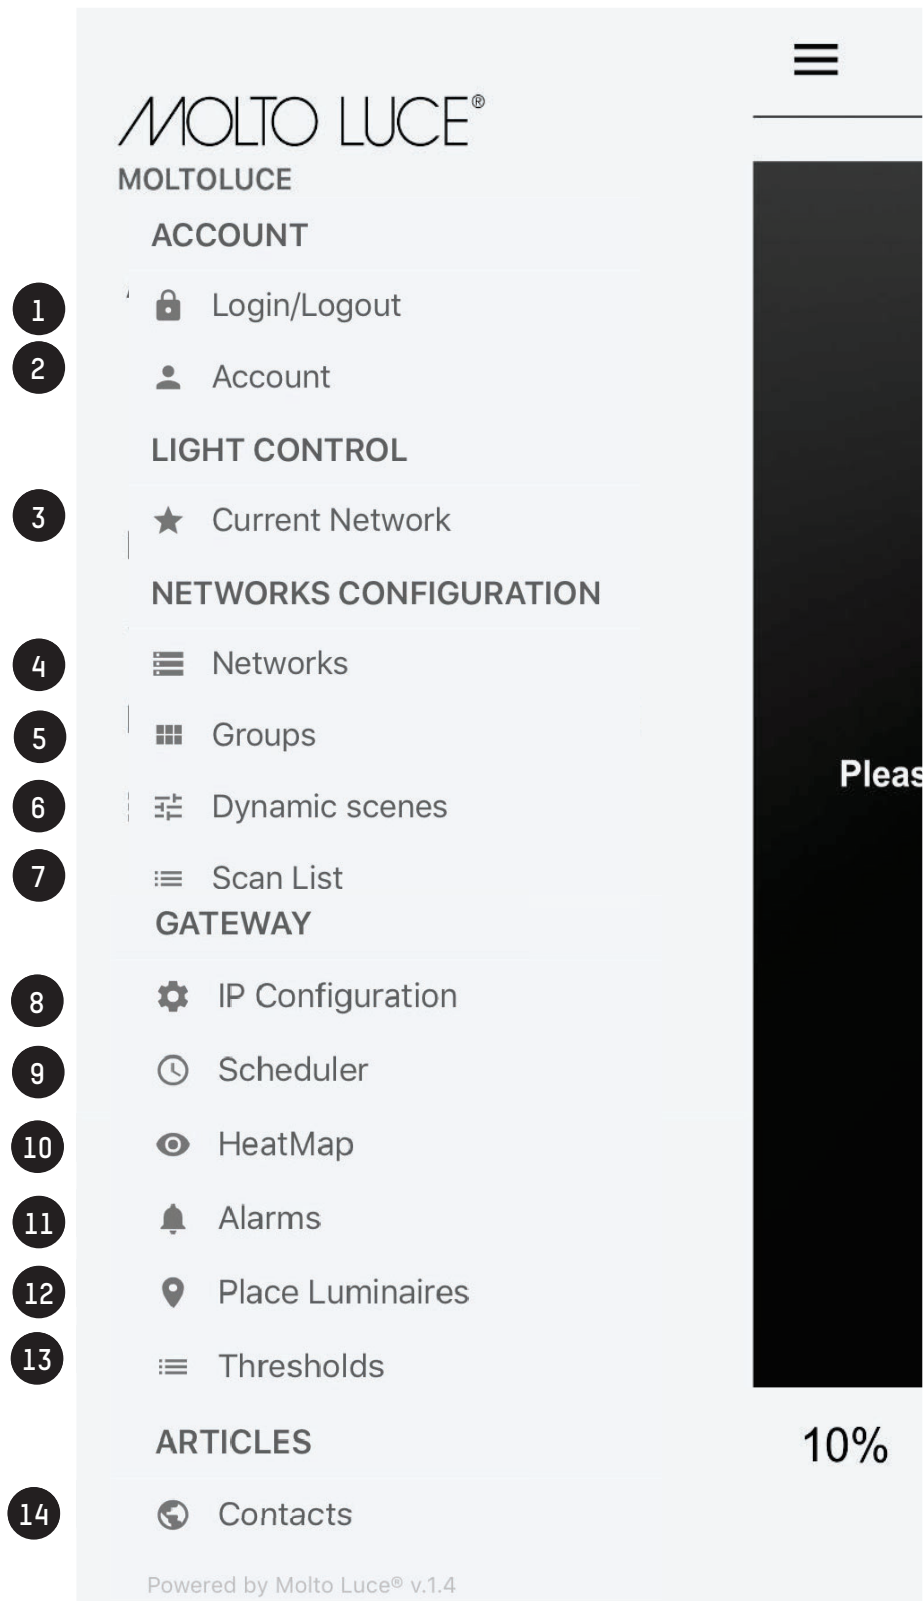 MOLTO LUCE®
MOLTOLUCE
ACCOUNT
1 Login/Logout
2 Account
LIGHT CONTROL
3 Current Network
NETWORKS CONFIGURATION
4 Networks
5 Groups
6 Dynamic scenes
7 Scan List
GATEWAY
8 IP Configuration
9 Scheduler
10 HeatMap
11 Alarms
12 Place Luminaires
13 Thresholds
ARTICLES
14 Contacts
Powered by Molto Luce® v.1.4
Pleas
10%